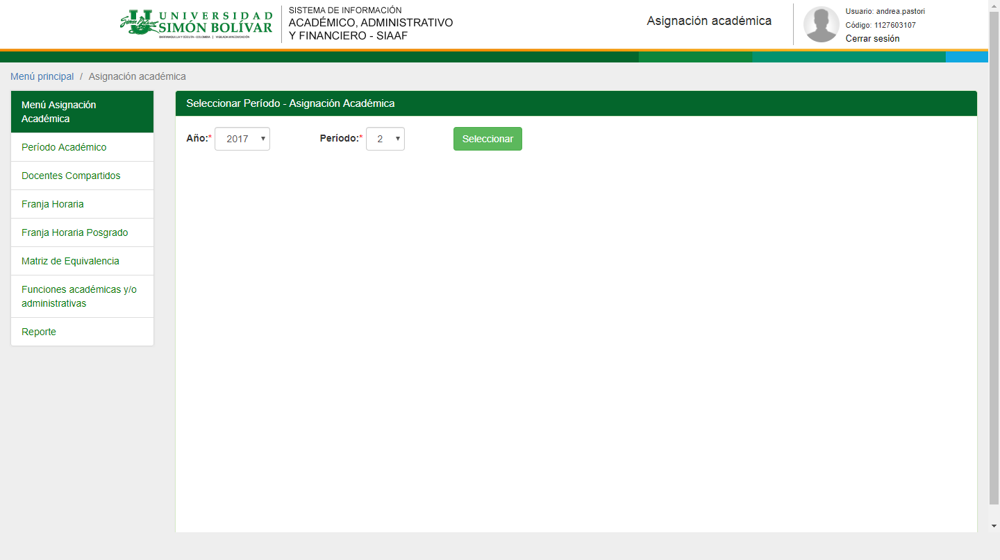 UNIVERSIDAD
SIMÓN BOLÍVAR
BARRANQUILLA Y CÚCUTA - COLOMBIA | VIGILADA MINEDUCACIÓN
SISTEMA DE INFORMACIÓN
ACADÉMICO, ADMINISTRATIVO
Y FINANCIERO - SIAAF
Asignación académica
Usuario: andrea.pastori
Código: 1127603107
Cerrar sesión
Menú principal / Asignación académica
Menú Asignación
Académica
Período Académico
Docentes Compartidos
Franja Horaria
Franja Horaria Posgrado
Matriz de Equivalencia
Funciones académicas y/o
administrativas
Reporte
Seleccionar Período - Asignación Académica
Año:* 2017 Período:* 2 Seleccionar